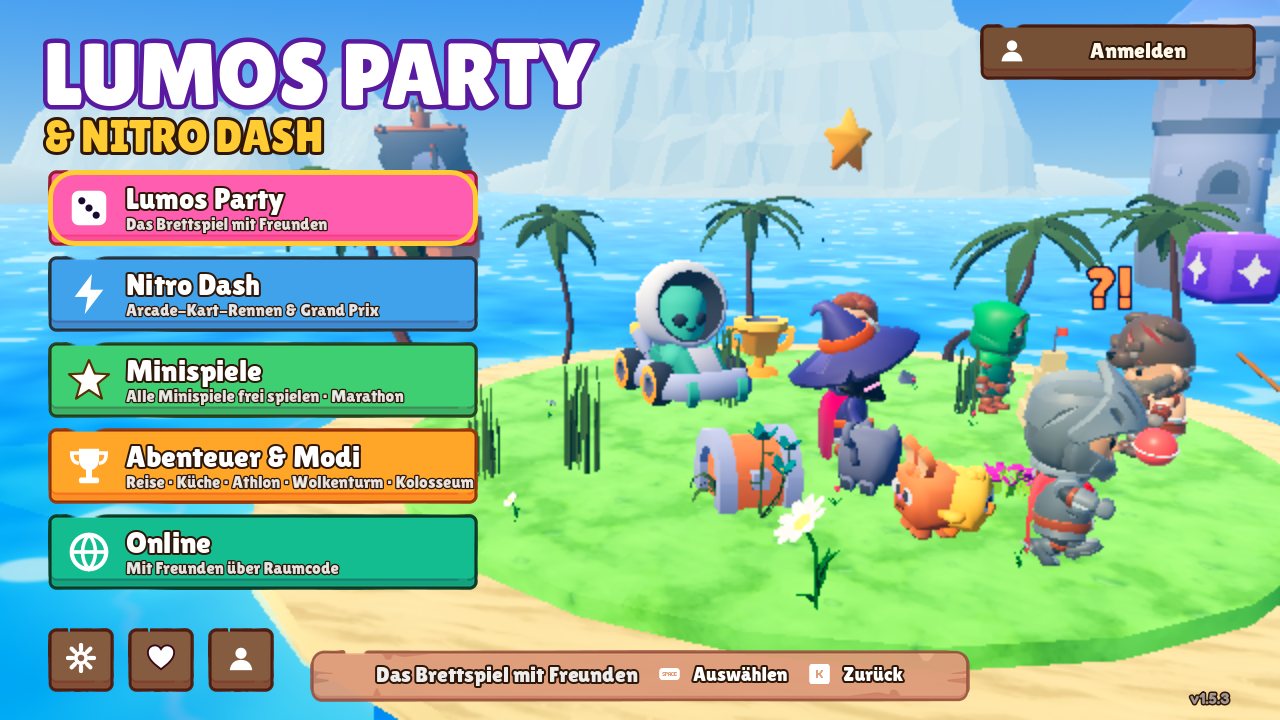 LUMOS PARTY
& NITRO DASH
Anmelden
Lumos Party
Das Brettspiel mit Freunden
Nitro Dash
Arcade-Kart-Rennen & Grand Prix
Minispiele
Alle Minispiele frei spielen · Marathon
Abenteuer & Modi
Reise · Küche · Athlon · Wolkenturm · Kolosseum
Online
Mit Freunden über Raumcode
?!
Das Brettspiel mit Freunden SPACE Auswählen K Zurück
v1.5.3